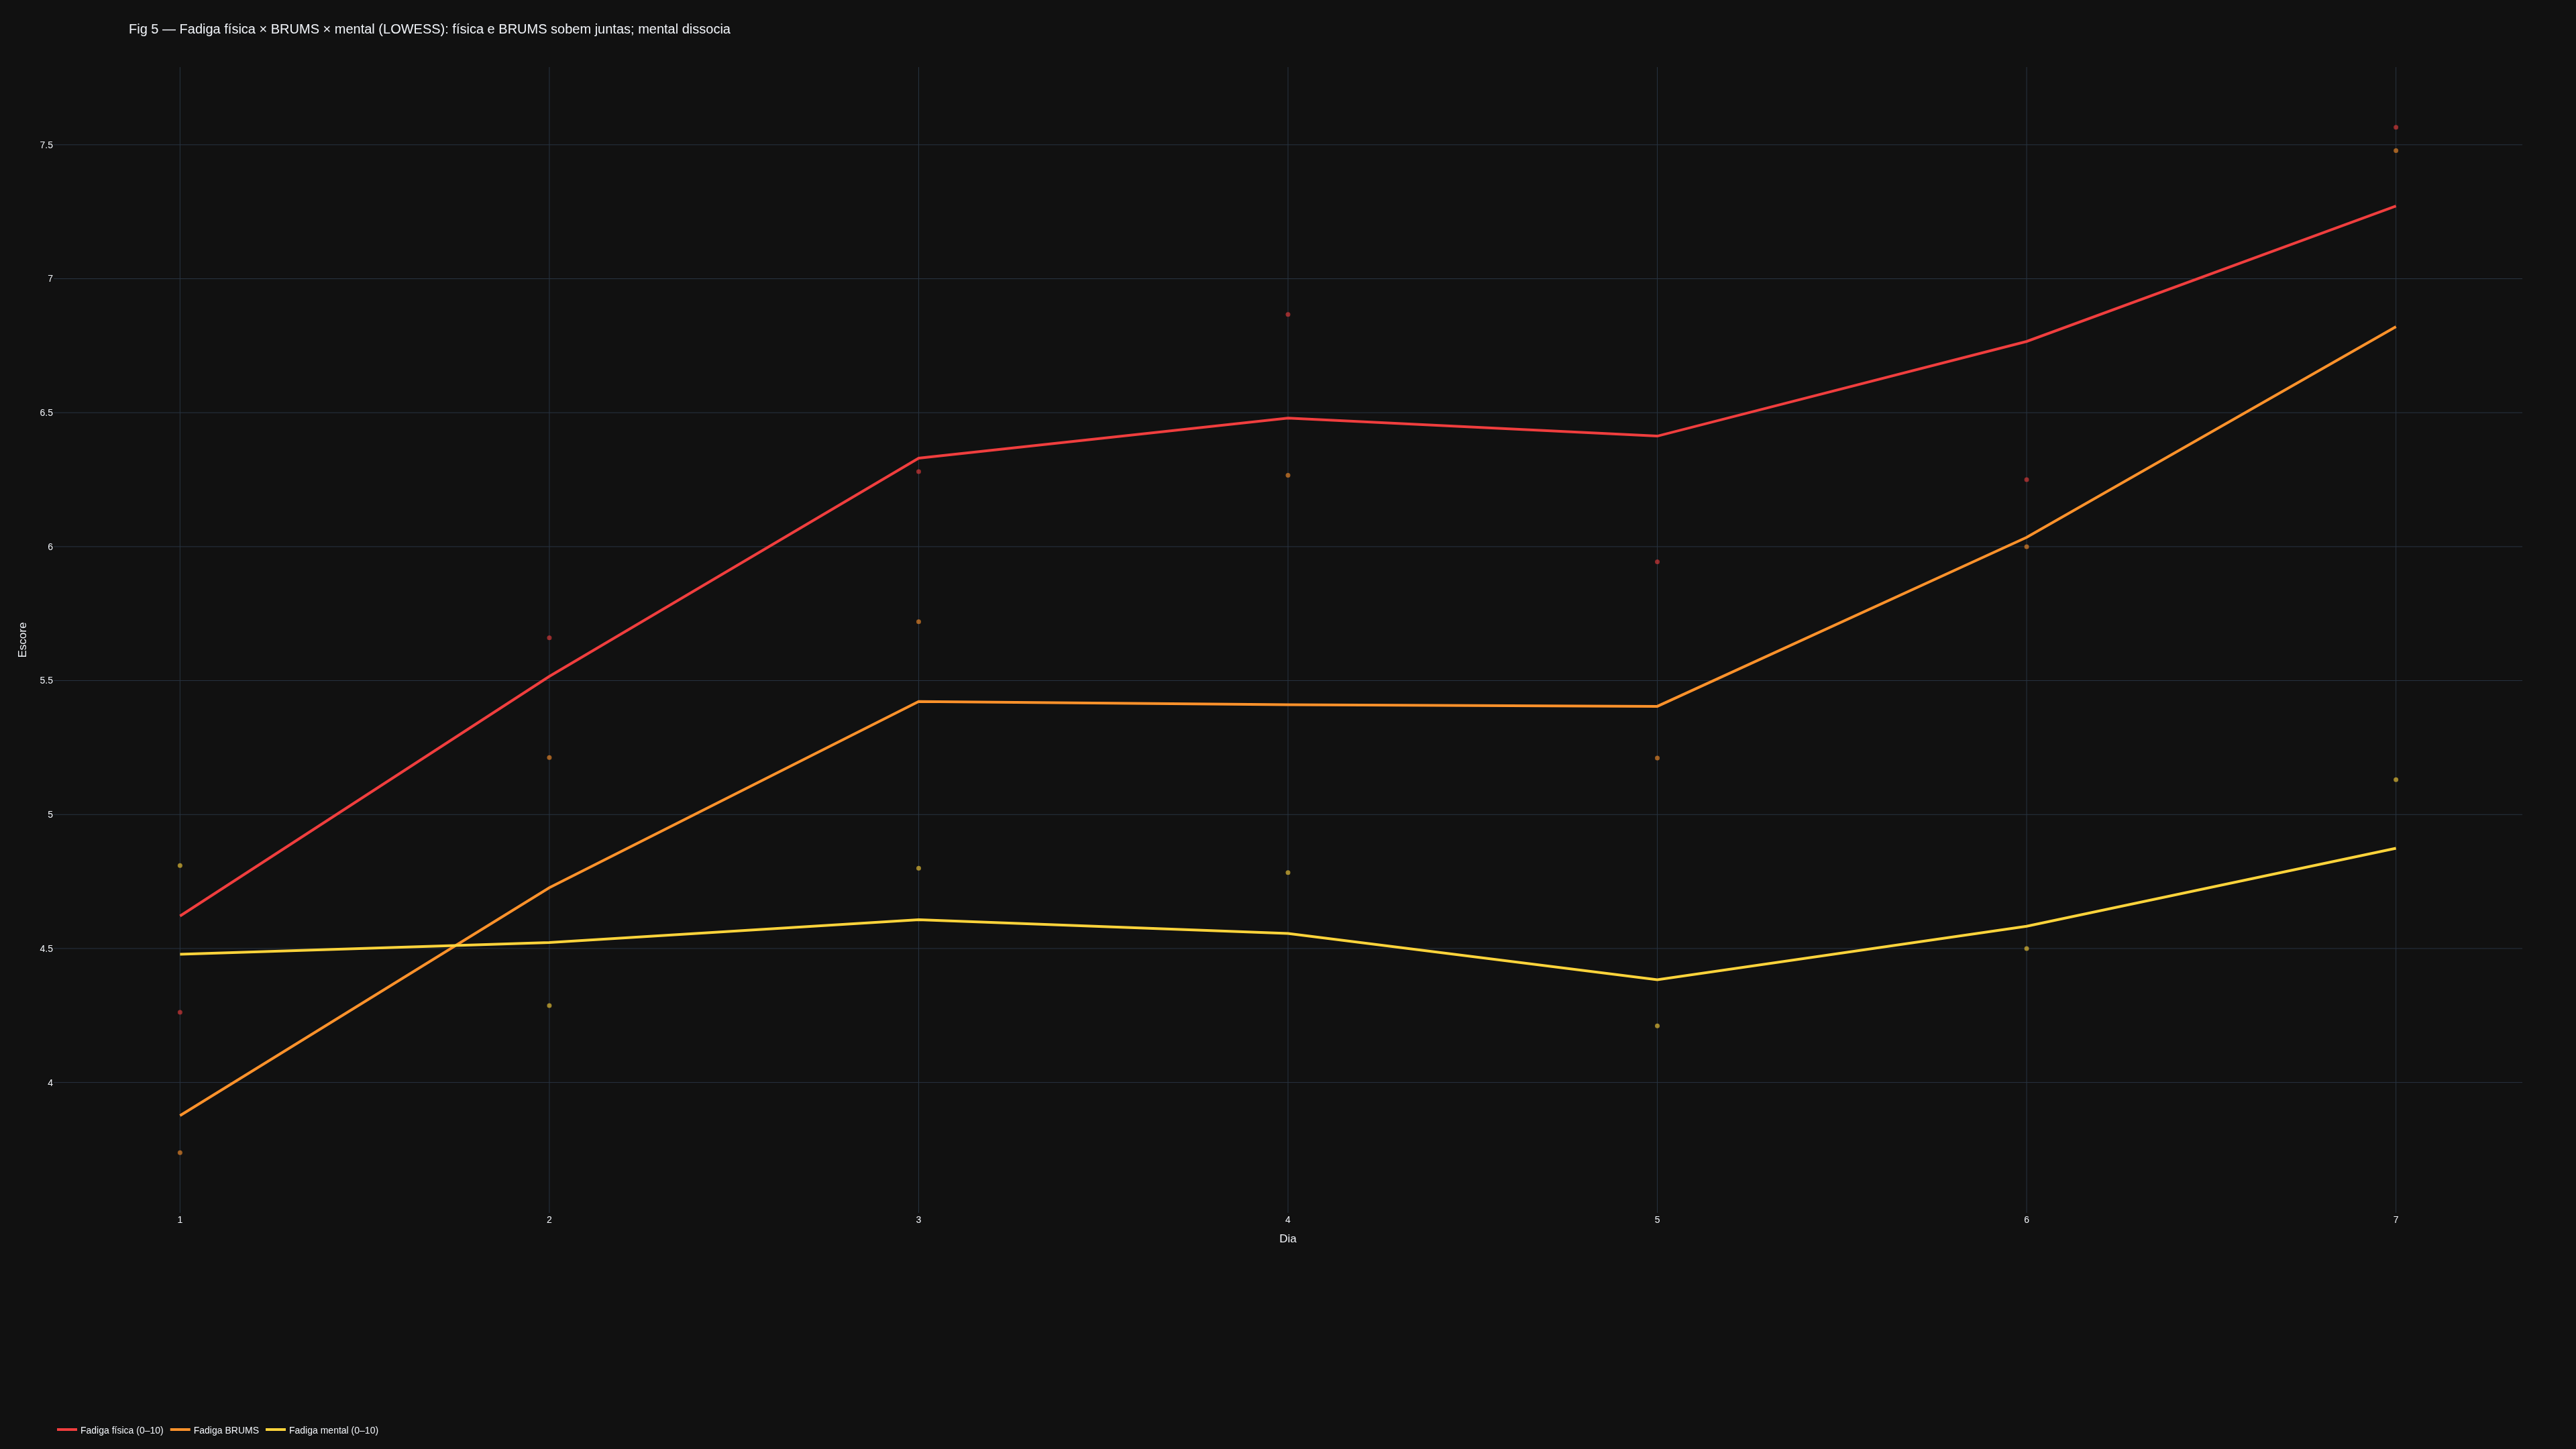 Fig 5 — Fadiga física × BRUMS × mental (LOWESS): física e BRUMS sobem juntas; mental dissocia
7.5
7
6.5
6
5.5
5
4.5
4
Escore
1 2 3 4 5 6 7
Dia
Fadiga física (0–10) Fadiga BRUMS Fadiga mental (0–10)